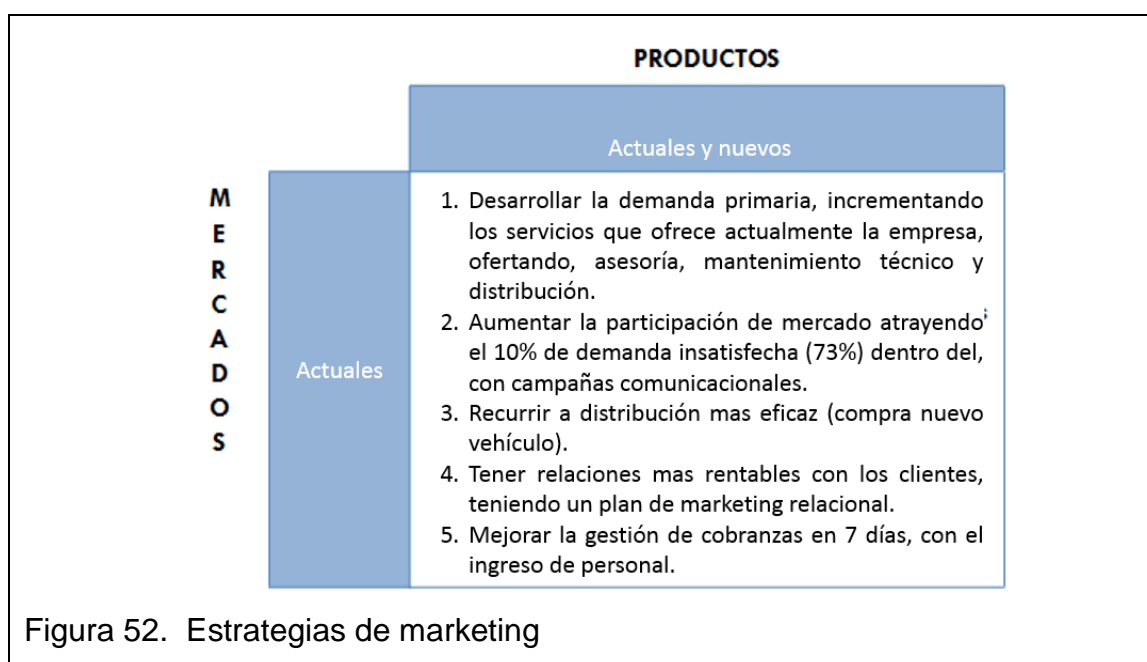 PRODUCTOS
Actuales y nuevos
MERCADOS
Actuales
1. Desarrollar la demanda primaria, incrementando
los servicios que ofrece actualmente la empresa,
ofertando, asesoría, mantenimiento técnico y
distribución.
2. Aumentar la participación de mercado atrayendo
el 10% de demanda insatisfecha (73%) dentro del,
con campañas comunicacionales.
3. Recurrir a distribución mas eficaz (compra nuevo
vehículo).
4. Tener relaciones mas rentables con los clientes,
teniendo un plan de marketing relacional.
5. Mejorar la gestión de cobranzas en 7 días, con el
ingreso de personal.
Figura 52. Estrategias de marketing